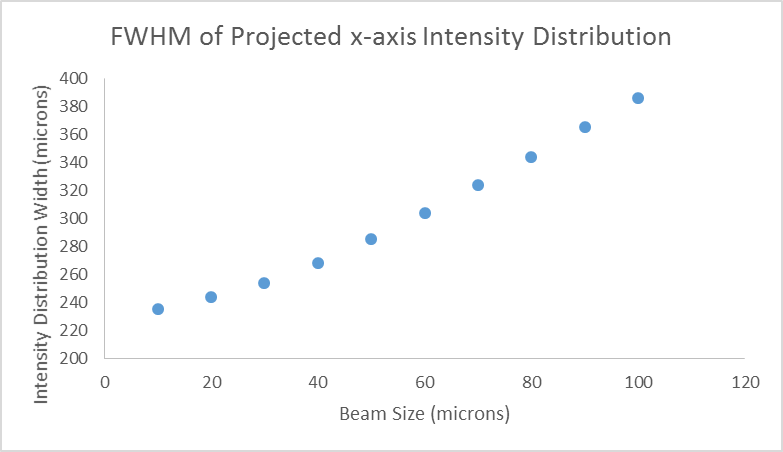 FWHM of Projected x-axis Intensity Distribution
Intensity Distribution Width (microns)
400
380
360
340
320
300
280
260
240
220
200
0 20 40 60 80 100 120
Beam Size (microns)